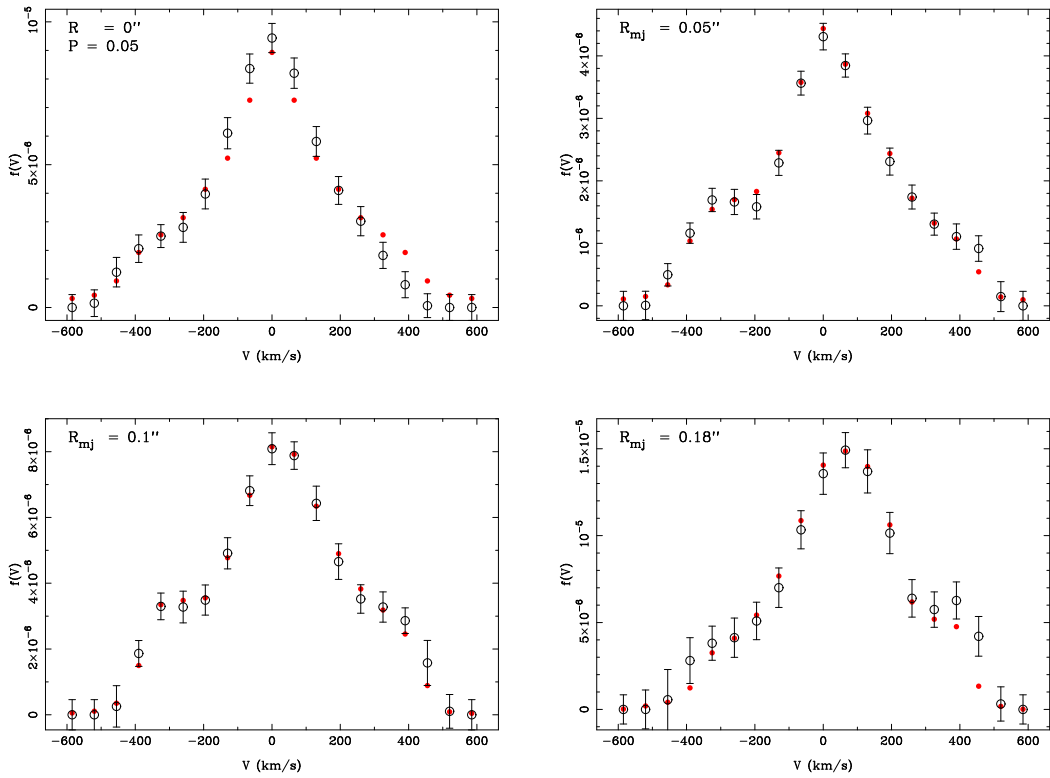 R = 0"
P = 0.05
10⁻⁵
5×10⁻⁶
0
f(V)
−600 −400 −200 0 200 400 600
V (km/s)
R_mj = 0.05"
4×10⁻⁶
3×10⁻⁶
2×10⁻⁶
10⁻⁶
0
f(V)
−600 −400 −200 0 200 400 600
V (km/s)
R_mj = 0.1"
8×10⁻⁶
6×10⁻⁶
4×10⁻⁶
2×10⁻⁶
0
f(V)
−600 −400 −200 0 200 400 600
V (km/s)
R_mj = 0.18"
1.5×10⁻⁵
10⁻⁵
5×10⁻⁶
0
f(V)
−600 −400 −200 0 200 400 600
V (km/s)